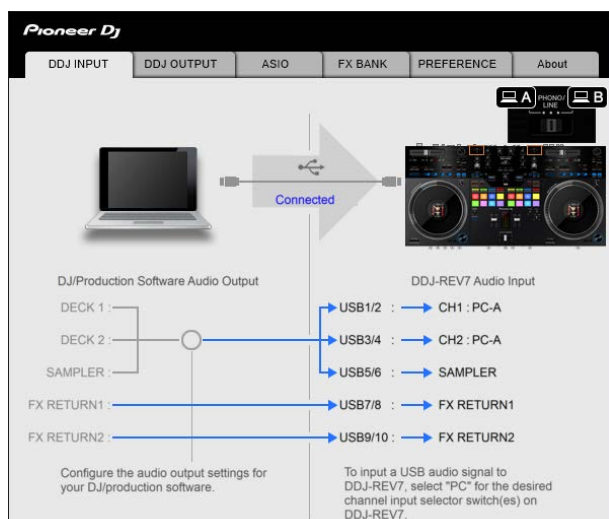 Pioneer Dj
DDJ INPUT
DDJ OUTPUT
ASIO
FX BANK
PREFERENCE
About
A
PHONO/
LINE
B
Connected
DJ/Production Software Audio Output
DDJ-REV7 Audio Input
DECK 1 :
USB1/2 :
CH1 : PC-A
DECK 2 :
USB3/4 :
CH2 : PC-A
SAMPLER :
USB5/6 :
SAMPLER
FX RETURN1 :
USB7/8 :
FX RETURN1
FX RETURN2 :
USB9/10 :
FX RETURN2
Configure the audio output settings for
your DJ/production software.
To input a USB audio signal to
DDJ-REV7, select "PC" for the desired
channel input selector switch(es) on
DDJ-REV7.